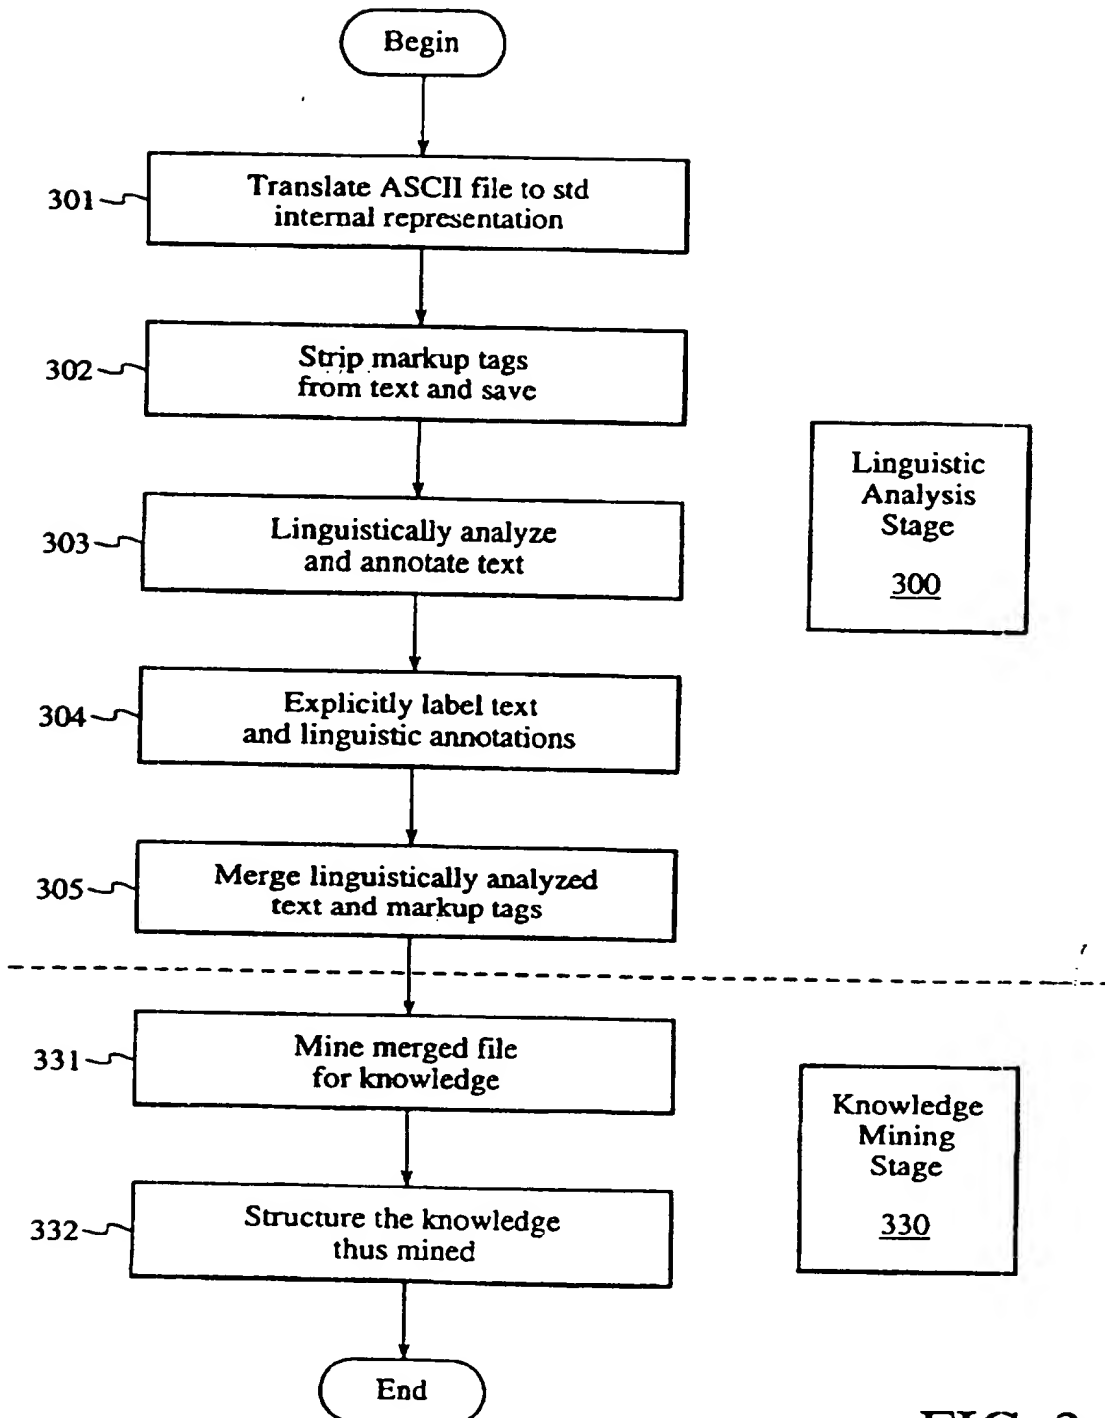 Begin
301
Translate ASCII file to std
internal representation
302
Strip markup tags
from text and save
Linguistic
Analysis
Stage
300
303
Linguistically analyze
and annotate text
304
Explicitly label text
and linguistic annotations
305
Merge linguistically analyzed
text and markup tags
331
Mine merged file
for knowledge
Knowledge
Mining
Stage
330
332
Structure the knowledge
thus mined
End